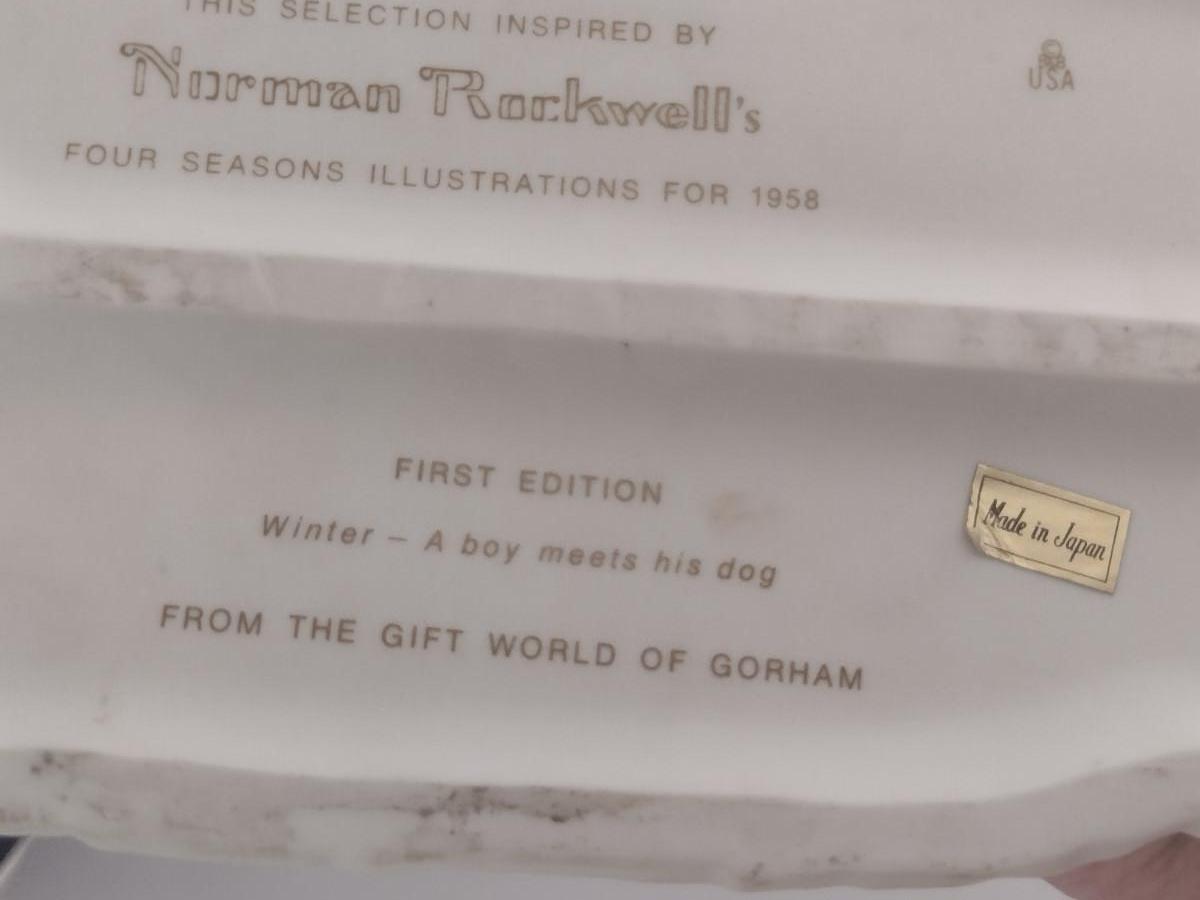 THIS SELECTION INSPIRED BY
Norman Rockwell's
FOUR SEASONS ILLUSTRATIONS FOR 1958
USA
FIRST EDITION
Winter – A boy meets his dog
FROM THE GIFT WORLD OF GORHAM
Made in Japan